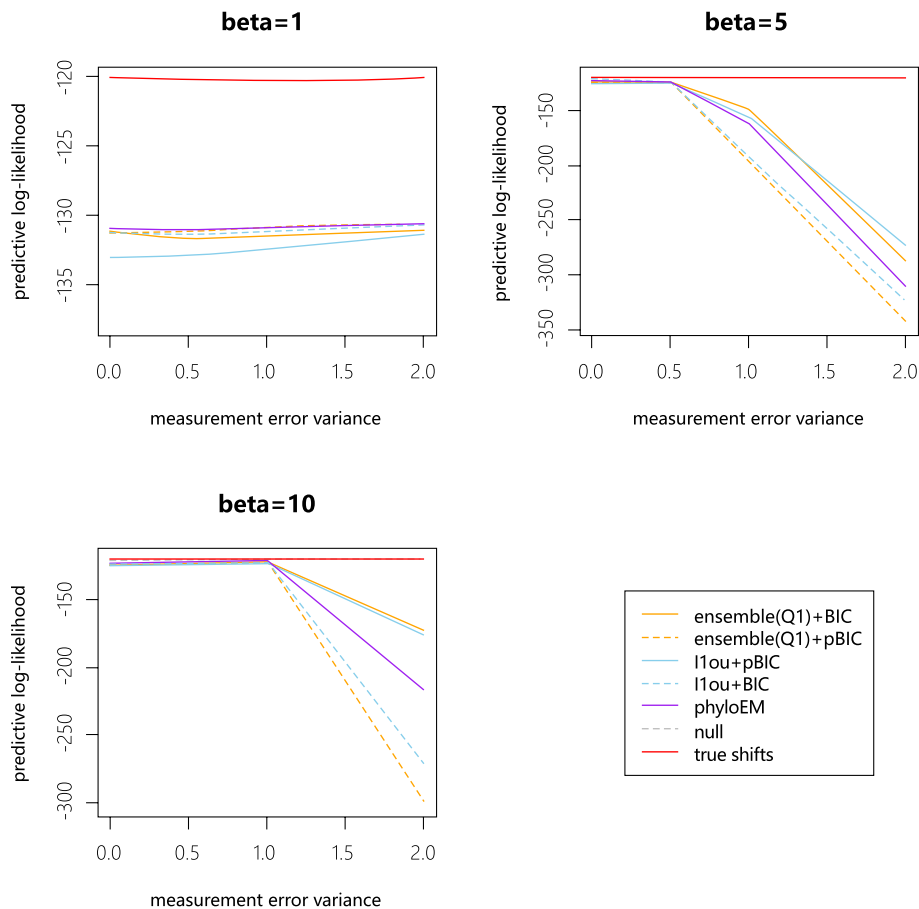 beta=1
predictive log-likelihood
-120
-125
-130
-135
0.0 0.5 1.0 1.5 2.0
measurement error variance
beta=5
predictive log-likelihood
-150
-200
-250
-300
-350
0.0 0.5 1.0 1.5 2.0
measurement error variance
beta=10
predictive log-likelihood
-150
-200
-250
-300
0.0 0.5 1.0 1.5 2.0
measurement error variance
ensemble(Q1)+BIC
ensemble(Q1)+pBIC
l1ou+pBIC
l1ou+BIC
phyloEM
null
true shifts